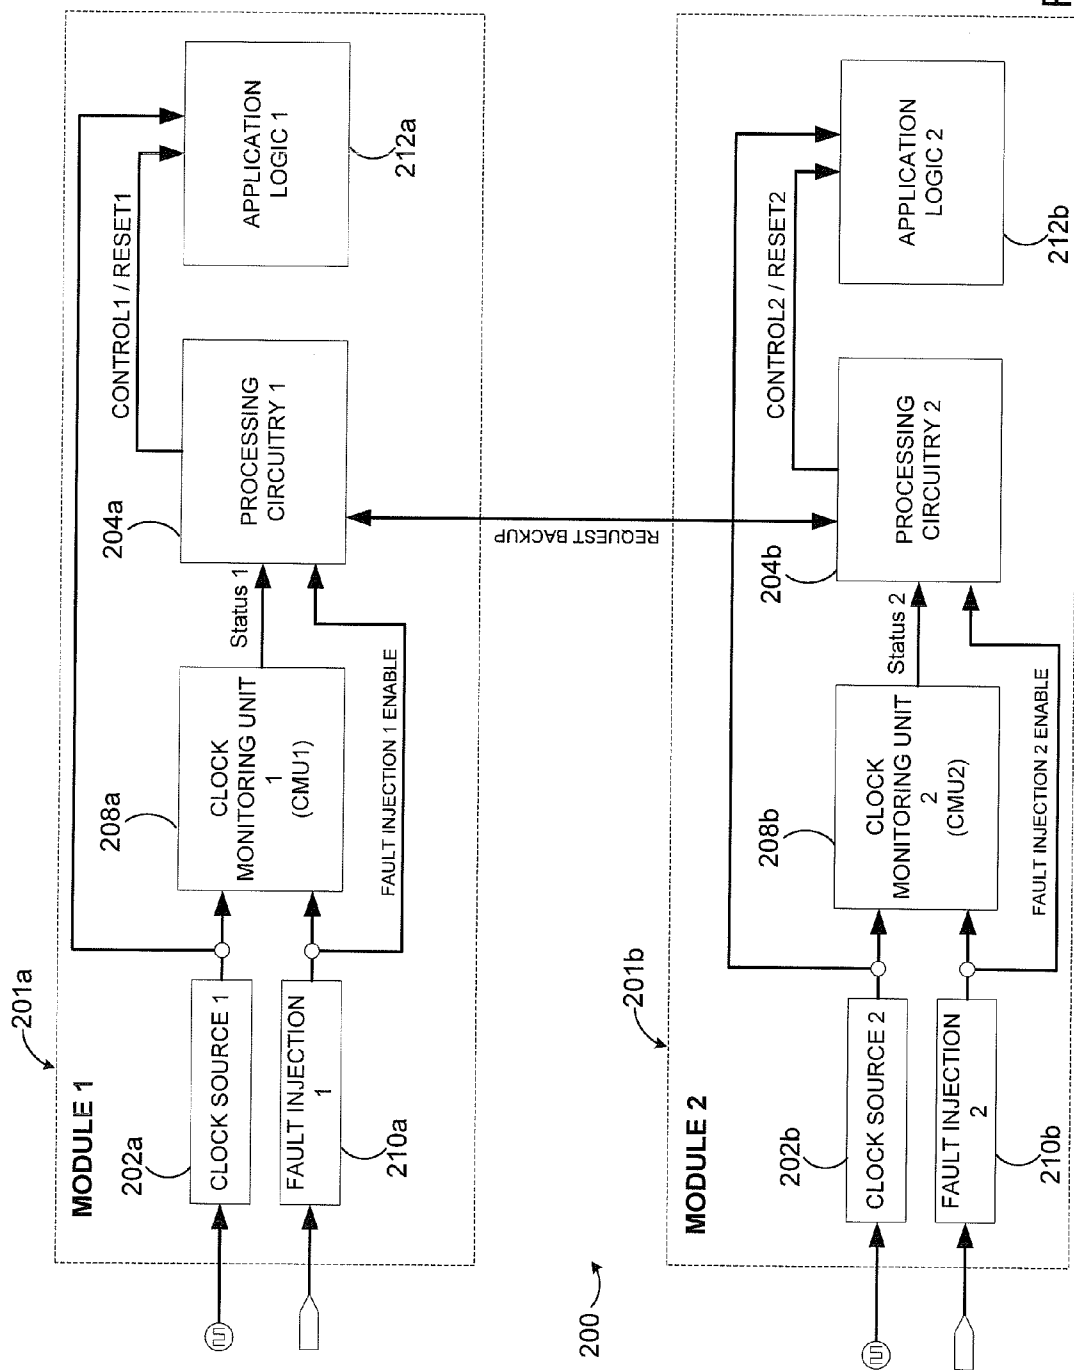 201a
MODULE 1
CLOCK SOURCE 1
202a
FAULT INJECTION
1
210a
208a
CLOCK
MONITORING UNIT
1
(CMU1)
Status 1
FAULT INJECTION 1 ENABLE
204a
PROCESSING
CIRCUITRY 1
CONTROL1 / RESET1
APPLICATION
LOGIC 1
212a
REQUEST BACKUP
200
201b
MODULE 2
202b
CLOCK SOURCE 2
FAULT INJECTION
2
210b
208b
CLOCK
MONITORING UNIT
2
(CMU2)
Status 2
FAULT INJECTION 2 ENABLE
204b
PROCESSING
CIRCUITRY 2
CONTROL2 / RESET2
APPLICATION
LOGIC 2
212b